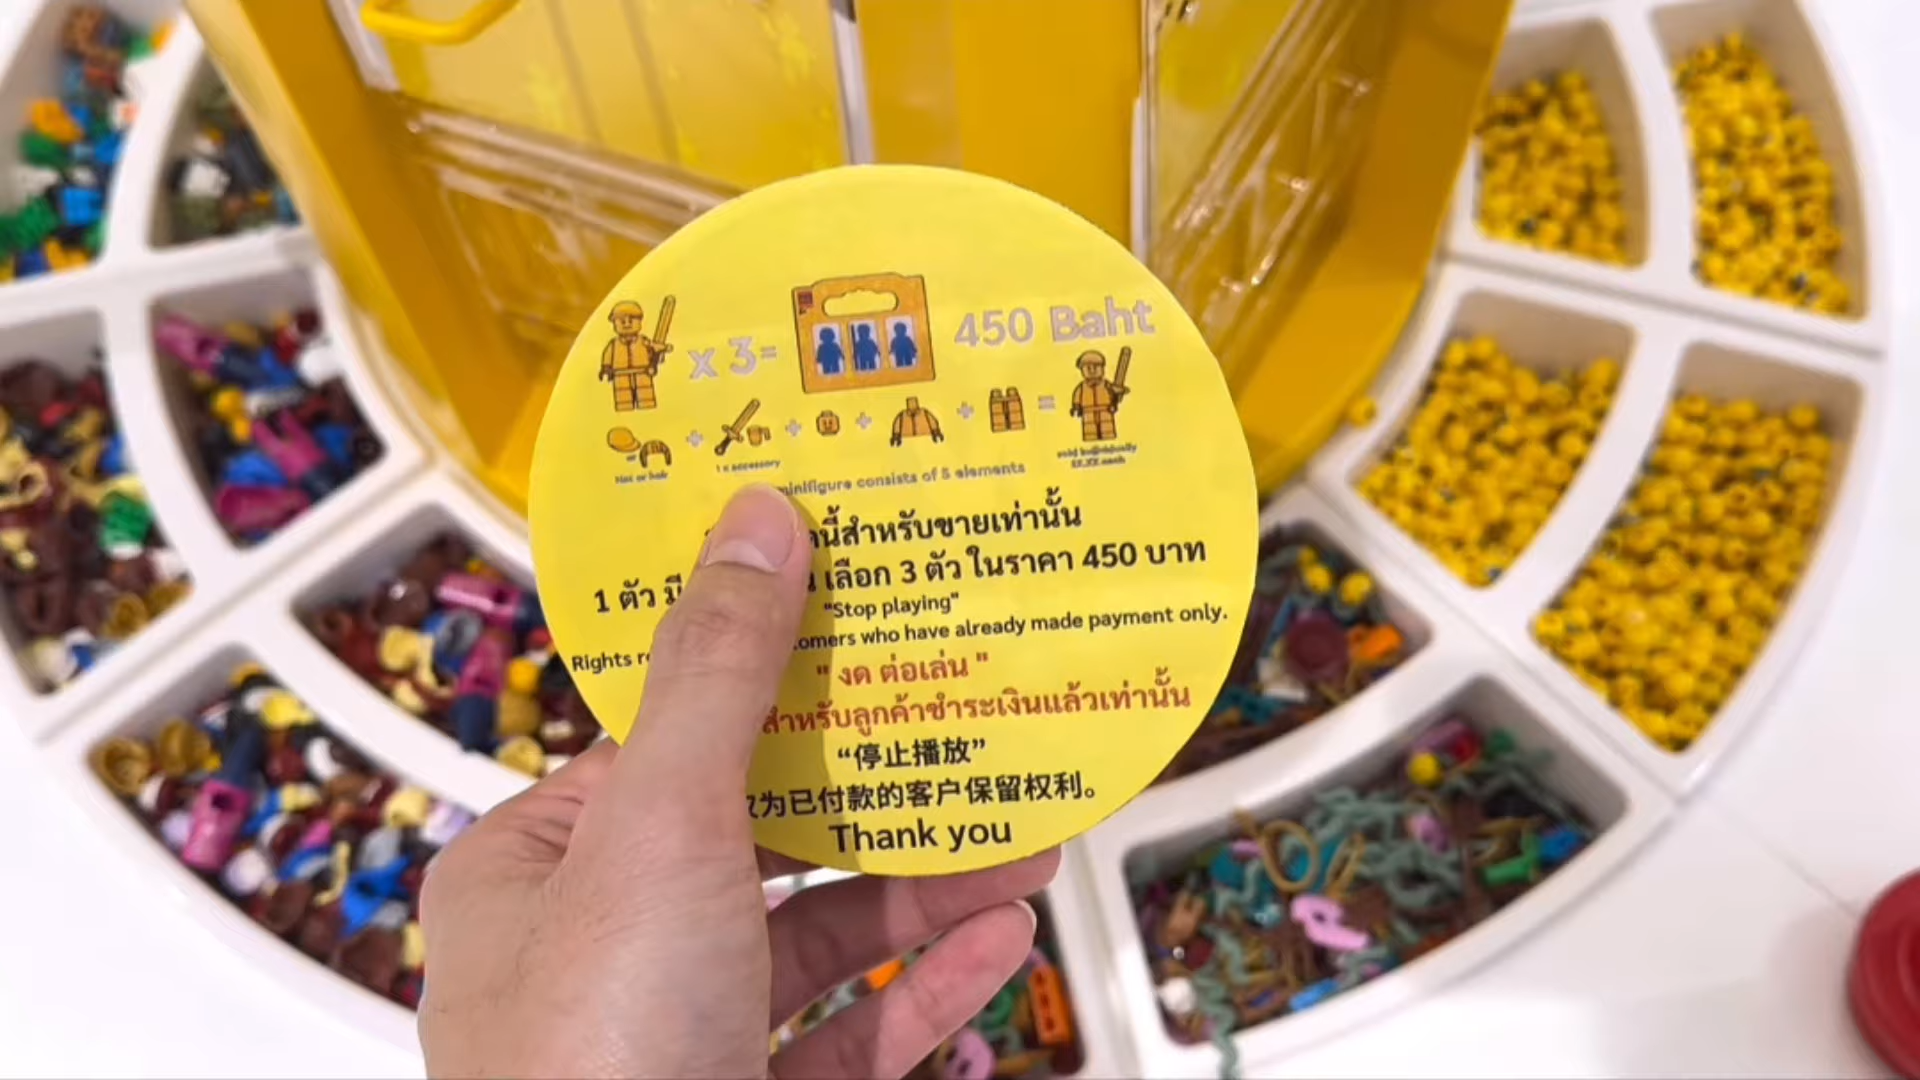 x 3=
450 Baht
+ + + + =
or
Hat or hair
1 x accessory
minifigure consists of 5 elements
sold individually
นี้สำหรับขายเท่านั้น
1 ตัว มี เลือก 3 ตัว ในราคา 450 บาท
"Stop playing"
Rights omers who have already made payment only.
" งด ต่อเล่น "
สำหรับลูกค้าชำระเงินแล้วเท่านั้น
“停止播放”
为已付款的客户保留权利。
Thank you